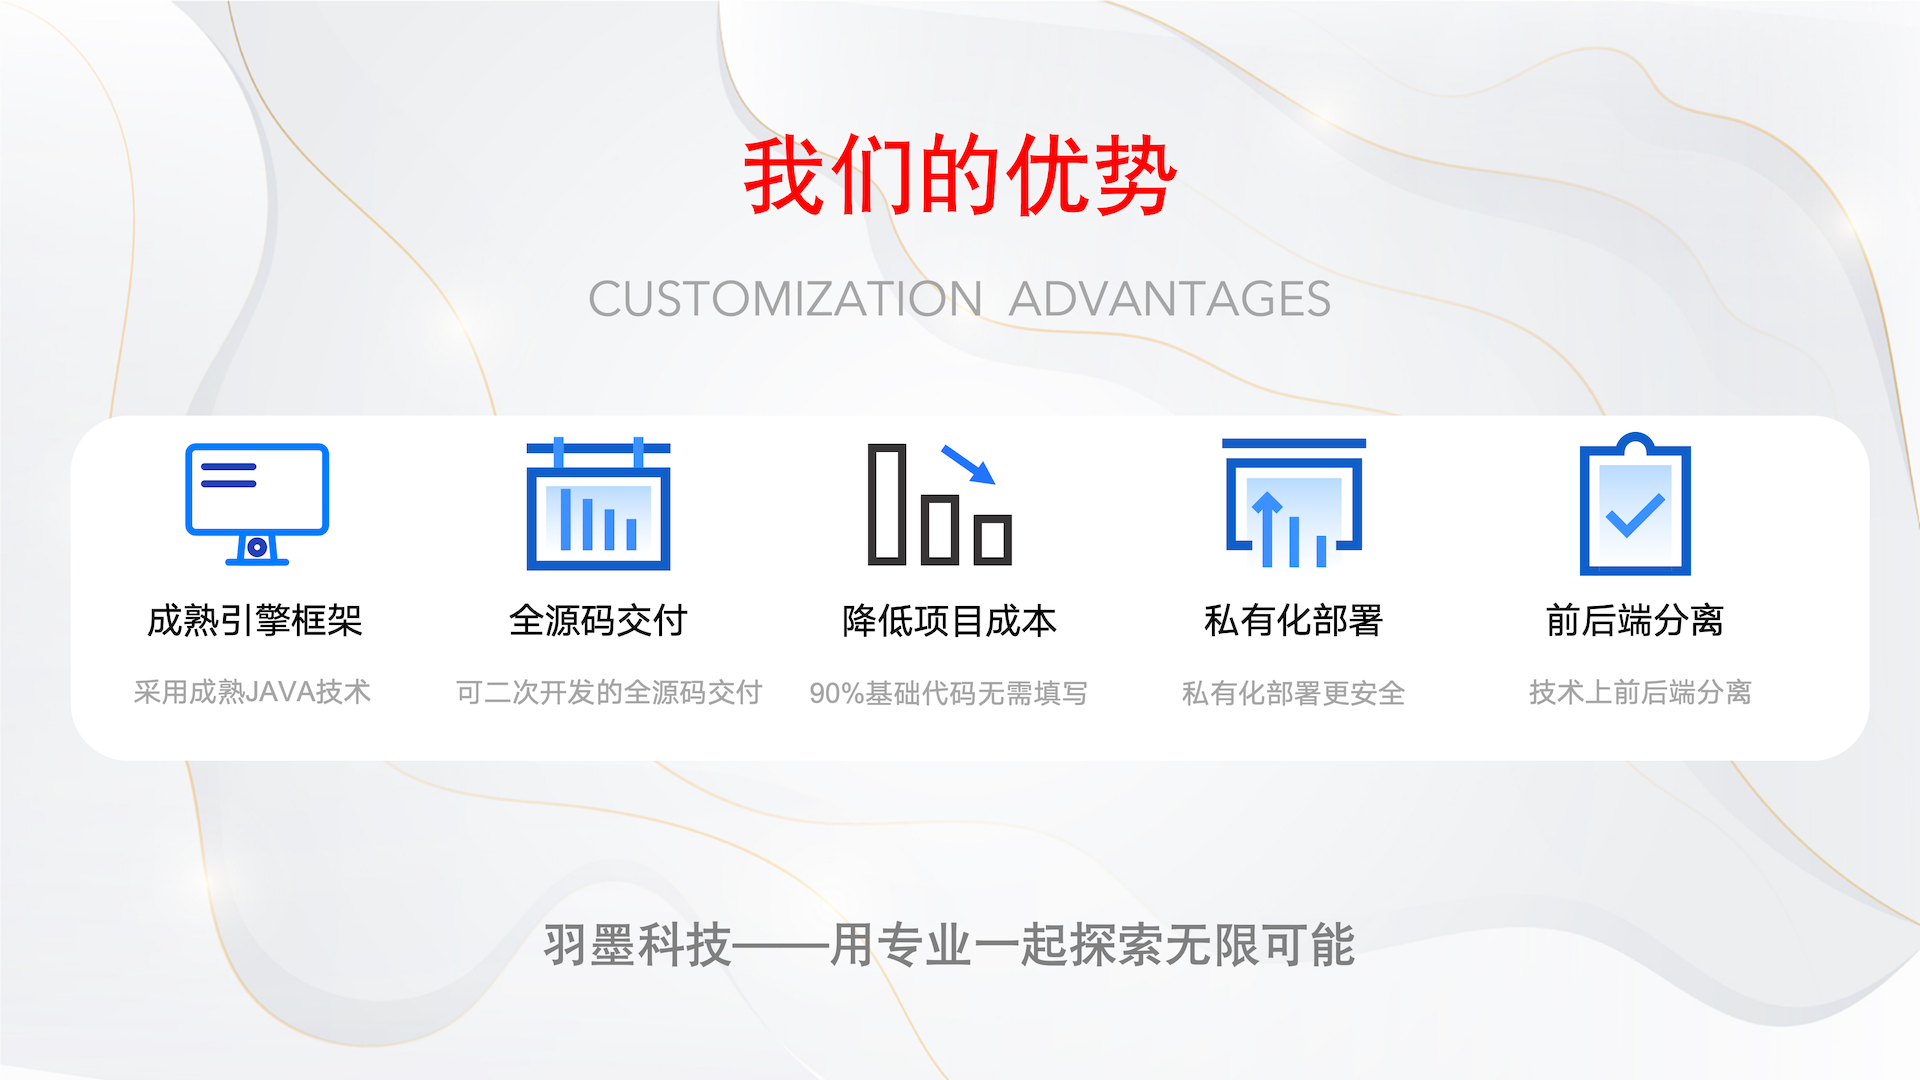 我们的优势
CUSTOMIZATION ADVANTAGES
成熟引擎框架
采用成熟JAVA技术
全源码交付
可二次开发的全源码交付
降低项目成本
90%基础代码无需填写
私有化部署
私有化部署更安全
前后端分离
技术上前后端分离
羽墨科技——用专业一起探索无限可能